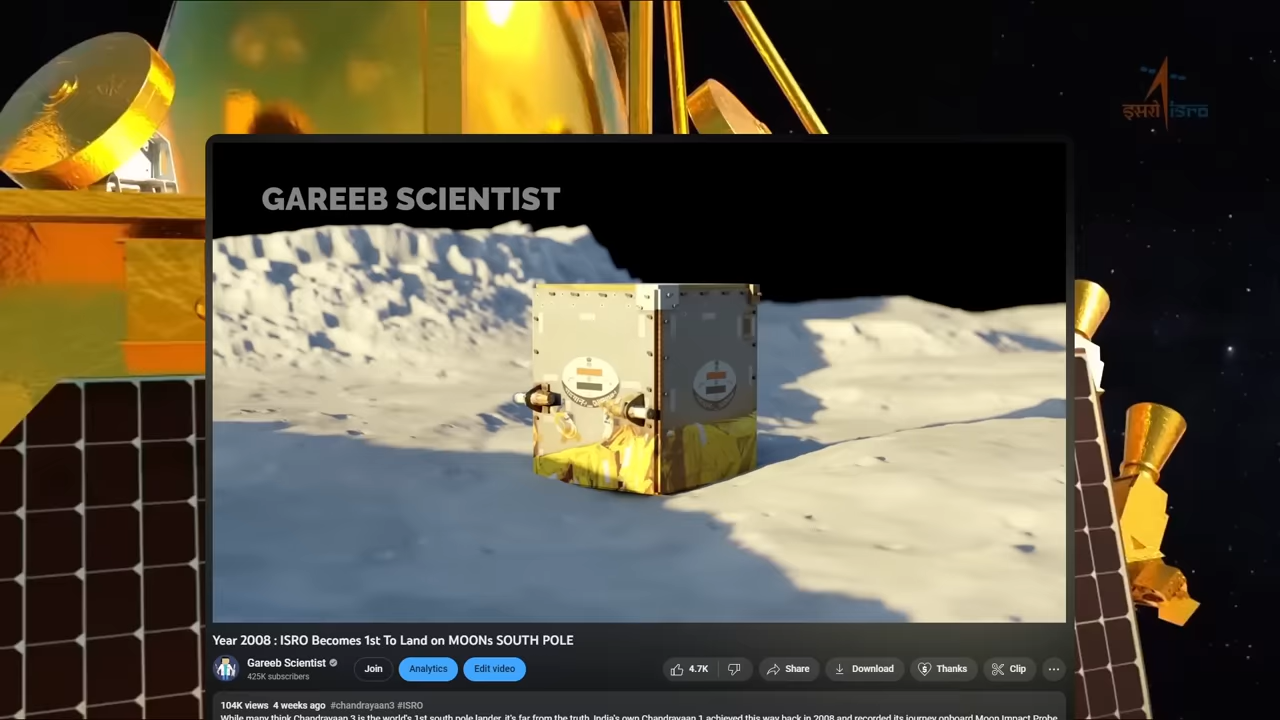 इसरो isro
GAREEB SCIENTIST
Year 2008 : ISRO Becomes 1st To Land on MOONs SOUTH POLE
Gareeb Scientist
425K subscribers
Join
Analytics
Edit video
4.7K
Share
Download
Thanks
Clip
104K views 4 weeks ago #chandrayaan3 #ISRO
While many think Chandrayaan 3 is the world's 1st south pole lander, it's far from the truth. India's own Chandrayaan 1 achieved this way back in 2008 and recorded its journey onboard Moon Impact Probe